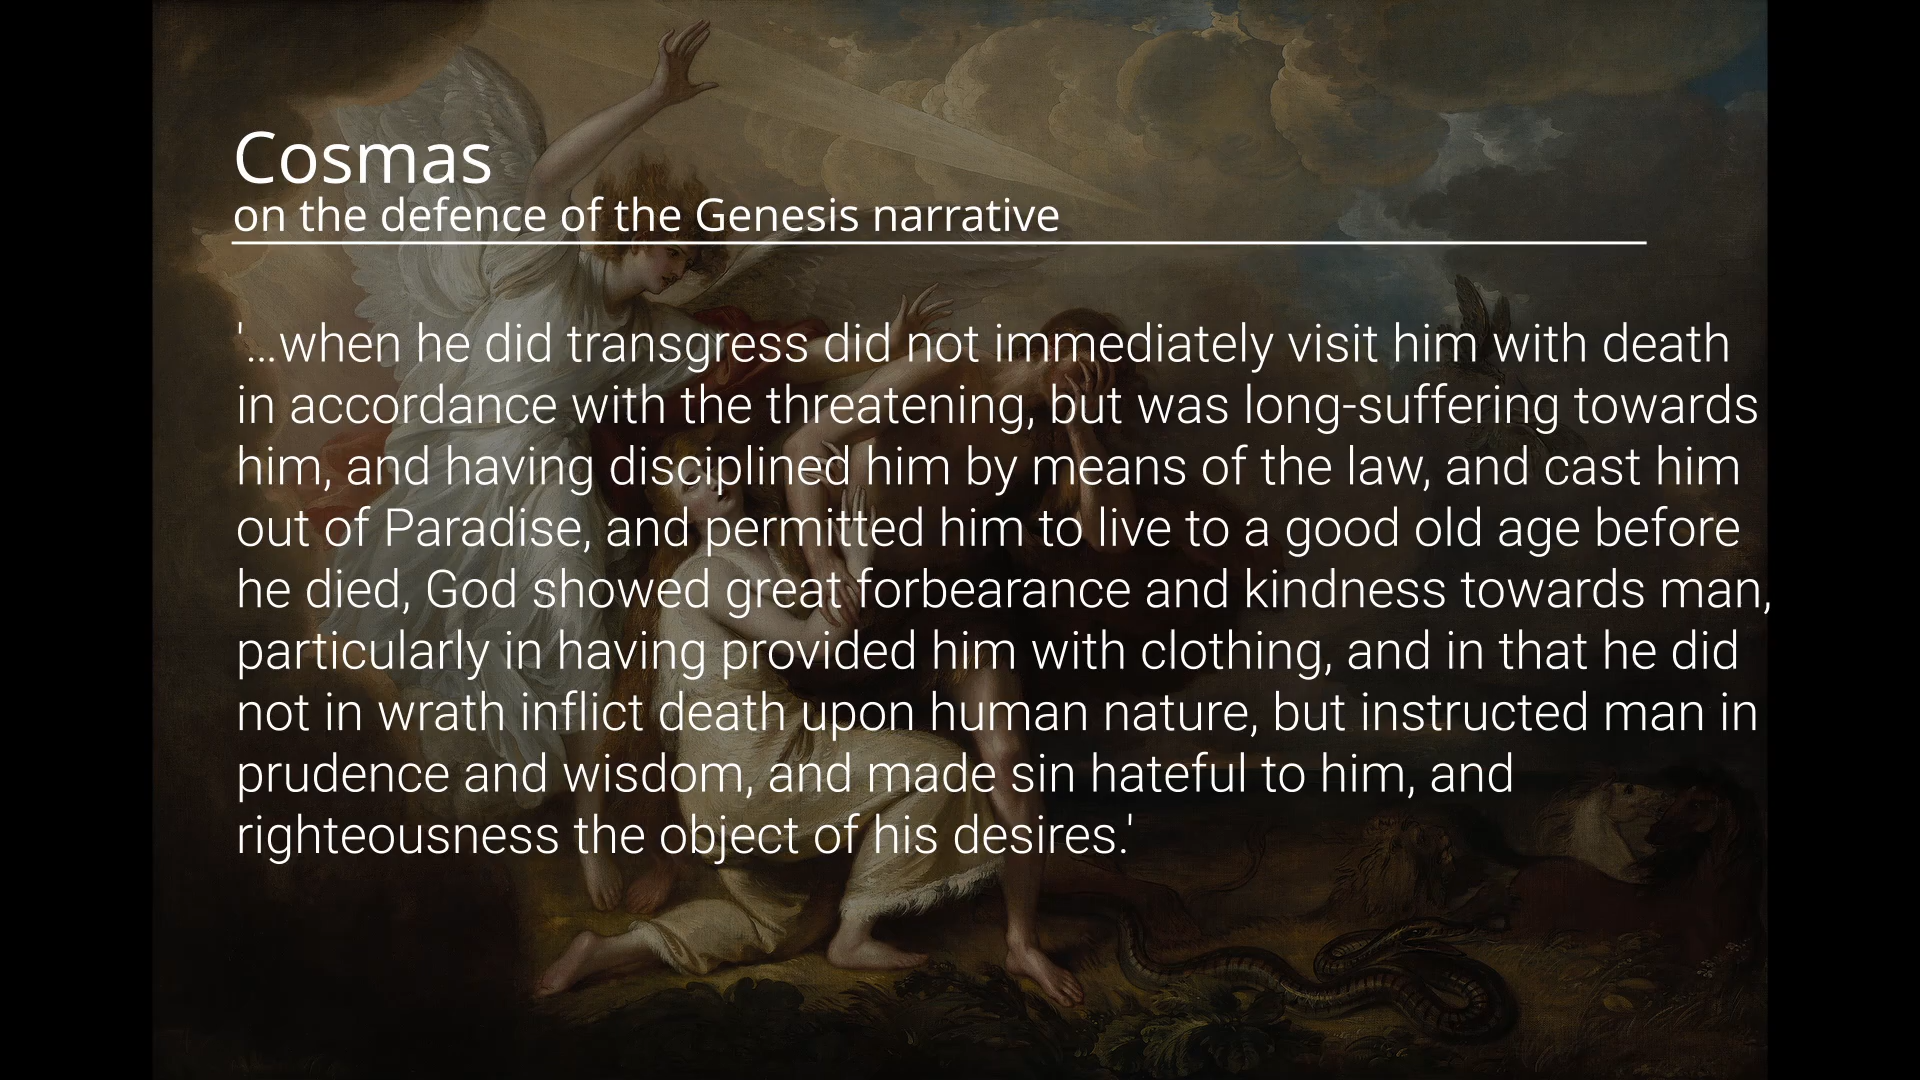 Cosmas
on the defence of the Genesis narrative
'...when he did transgress did not immediately visit him with death
in accordance with the threatening, but was long-suffering towards
him, and having disciplined him by means of the law, and cast him
out of Paradise, and permitted him to live to a good old age before
he died, God showed great forbearance and kindness towards man,
particularly in having provided him with clothing, and in that he did
not in wrath inflict death upon human nature, but instructed man in
prudence and wisdom, and made sin hateful to him, and
righteousness the object of his desires.'